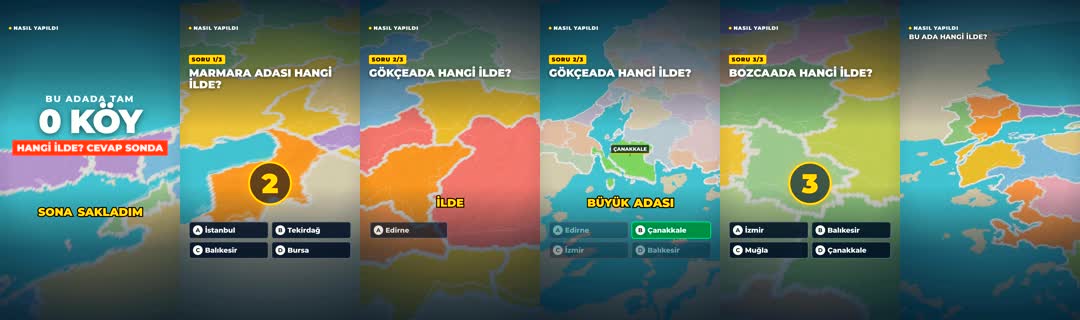 NASIL YAPILDI
BU ADADA TAM
0 KÖY
HANGİ İLDE? CEVAP SONDA
SONA SAKLADIM
NASIL YAPILDI
SORU 1/3
MARMARA ADASI HANGİ
İLDE?
2
A İstanbul
B Tekirdağ
C Balıkesir
D Bursa
NASIL YAPILDI
SORU 2/3
GÖKÇEADA HANGİ İLDE?
İLDE
A Edirne
NASIL YAPILDI
SORU 2/3
GÖKÇEADA HANGİ İLDE?
ÇANAKKALE
BÜYÜK ADASI
A Edirne
B Çanakkale
C İzmir
D Balıkesir
NASIL YAPILDI
SORU 3/3
BOZCAADA HANGİ İLDE?
3
A İzmir
B Balıkesir
C Muğla
D Çanakkale
NASIL YAPILDI
BU ADA HANGİ İLDE?